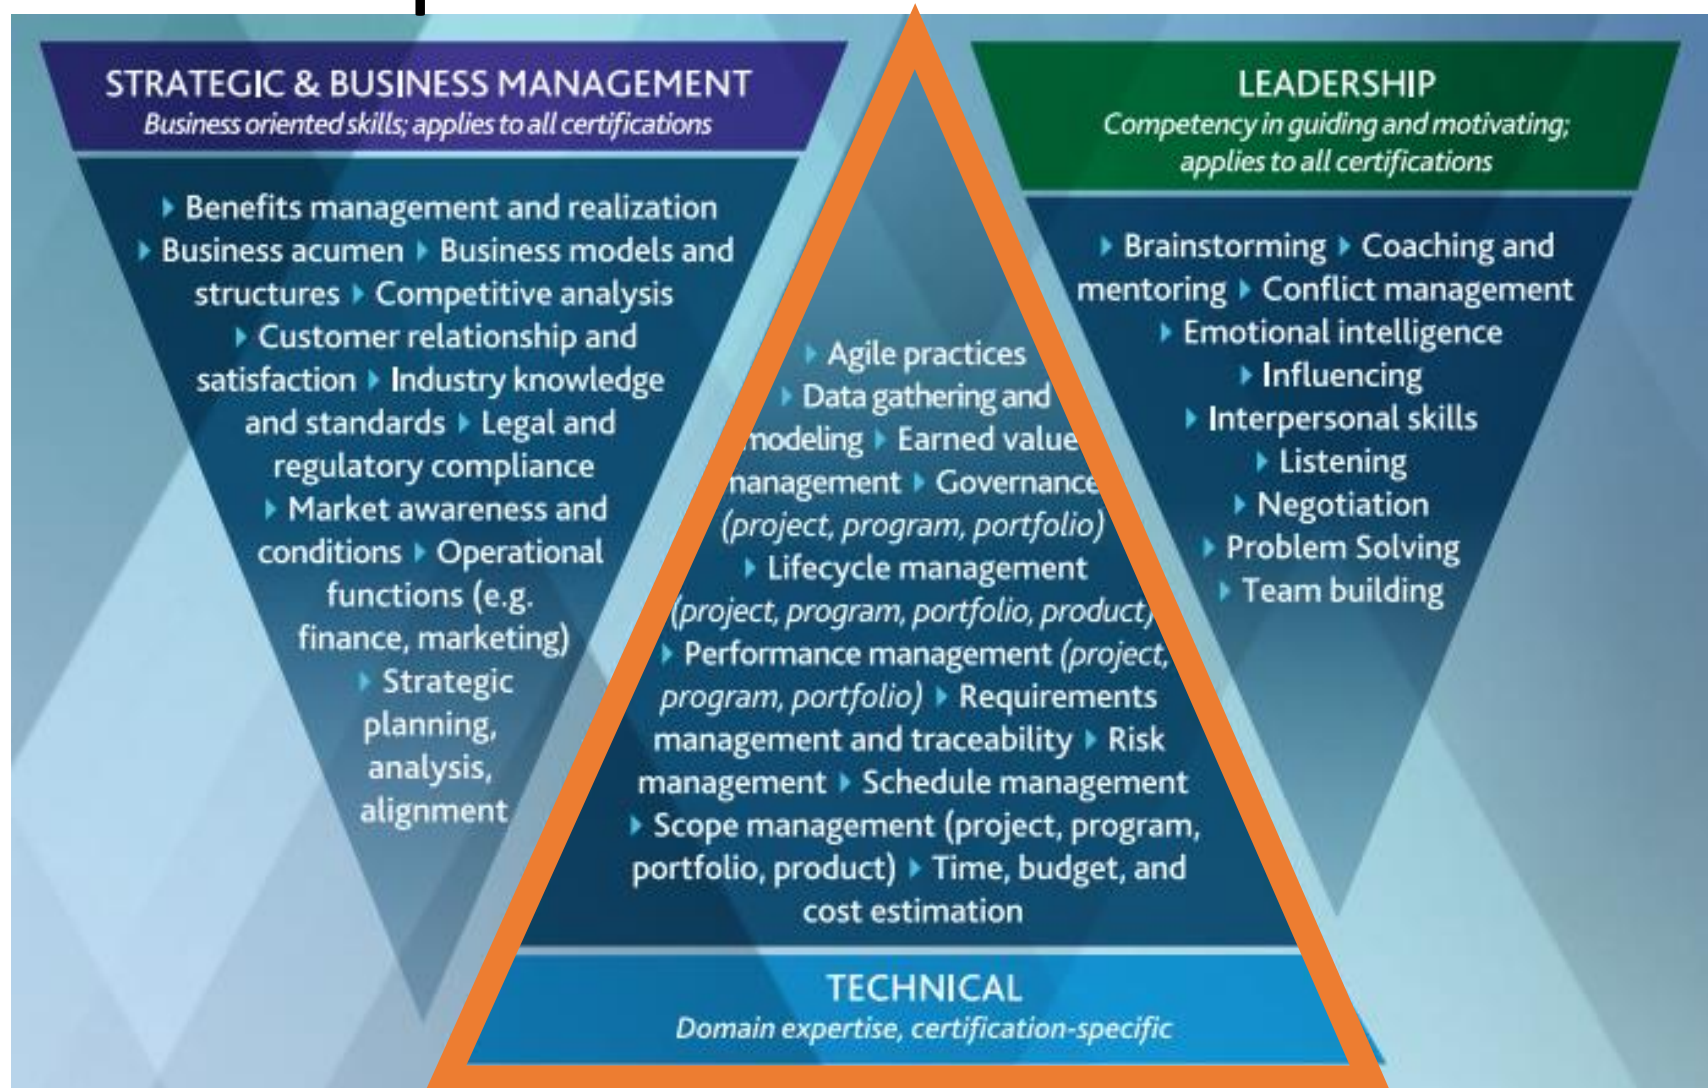 STRATEGIC & BUSINESS MANAGEMENT
Business oriented skills; applies to all certifications
Benefits management and realization
Business acumen Business models and
structures Competitive analysis
Customer relationship and
satisfaction Industry knowledge
and standards Legal and
regulatory compliance
Market awareness and
conditions Operational
functions (e.g.
finance, marketing)
Strategic
planning,
analysis,
alignment
Agile practices
Data gathering and
modeling Earned value
management Governance
(project, program, portfolio)
Lifecycle management
(project, program, portfolio, product)
Performance management (project,
program, portfolio) Requirements
management and traceability Risk
management Schedule management
Scope management (project, program,
portfolio, product) Time, budget, and
cost estimation
TECHNICAL
Domain expertise, certification-specific
LEADERSHIP
Competency in guiding and motivating;
applies to all certifications
Brainstorming Coaching and
mentoring Conflict management
Emotional intelligence
Influencing
Interpersonal skills
Listening
Negotiation
Problem Solving
Team building